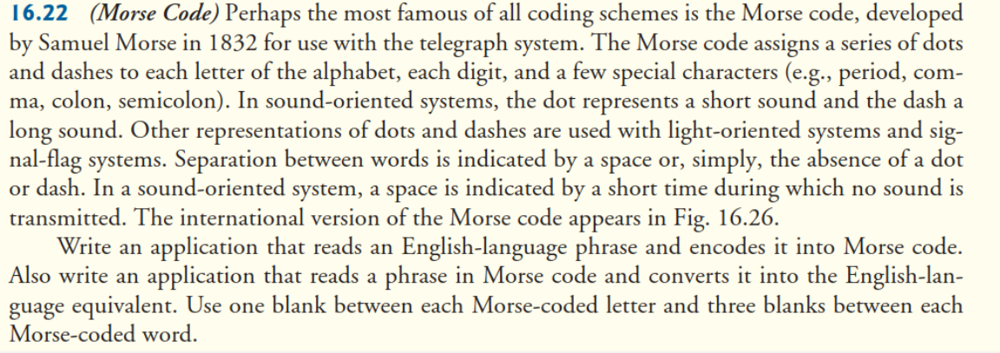 16.22 (Morse Code) Perhaps the most famous of all coding schemes is the Morse code, developed
by Samuel Morse in 1832 for use with the telegraph system. The Morse code assigns a series of dots
and dashes to each letter of the alphabet, each digit, and a few special characters (e.g., period, com-
ma, colon, semicolon). In sound-oriented systems, the dot represents a short sound and the dash a
long sound. Other representations of dots and dashes are used with light-oriented systems and sig-
nal-flag systems. Separation between words is indicated by a space or, simply, the absence of a dot
or dash. In a sound-oriented system, a space is indicated by a short time during which no sound is
transmitted. The international version of the Morse code appears in Fig. 16.26.
Write an application that reads an English-language phrase and encodes it into Morse code.
Also write an application that reads a phrase in Morse code and converts it into the English-lan-
guage equivalent. Use one blank between each Morse-coded letter and three blanks between each
Morse-coded word.